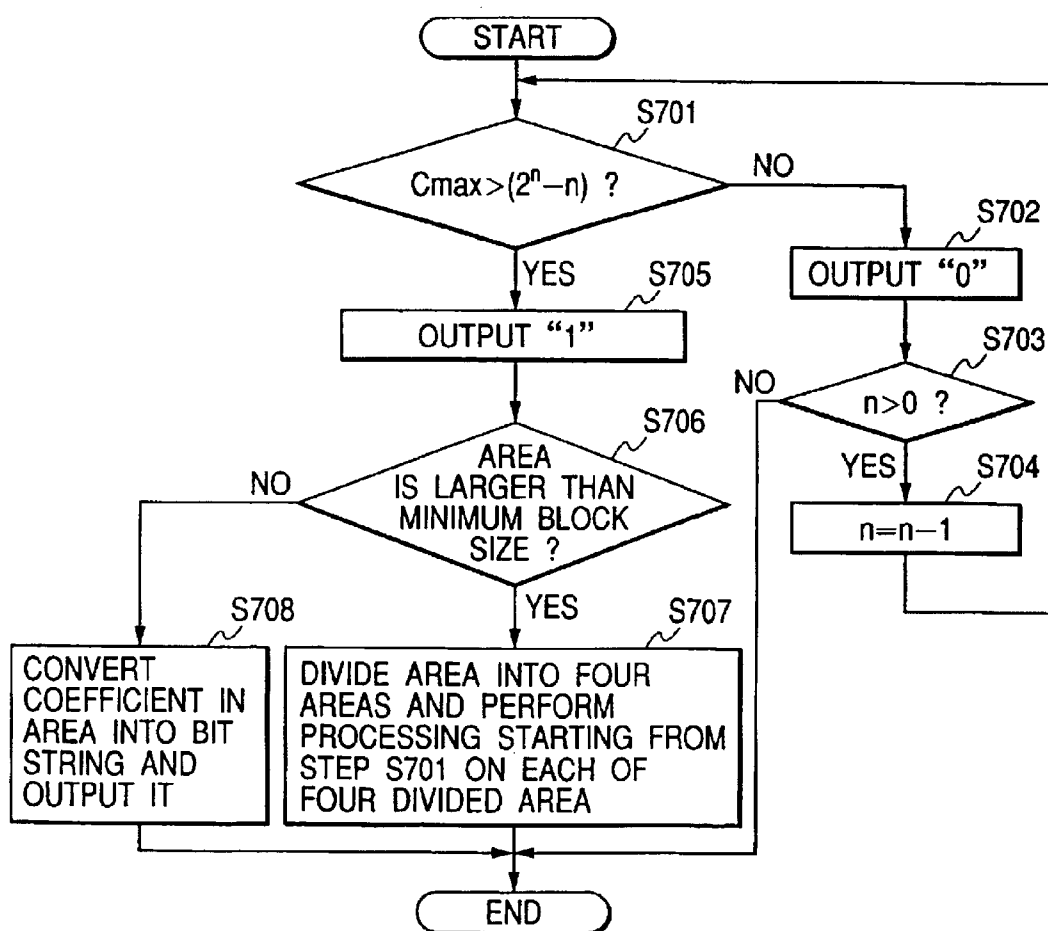 START
S701
Cmax>(2ⁿ−n) ?
NO
S702
YES
S705
OUTPUT “0”
OUTPUT “1”
S703
NO
n>0 ?
S706
AREA
IS LARGER THAN
MINIMUM BLOCK
SIZE ?
NO
YES
S704
n=n−1
YES
S708
S707
CONVERT
COEFFICIENT IN
AREA INTO BIT
STRING AND
OUTPUT IT
DIVIDE AREA INTO FOUR
AREAS AND PERFORM
PROCESSING STARTING FROM
STEP S701 ON EACH OF
FOUR DIVIDED AREA
END